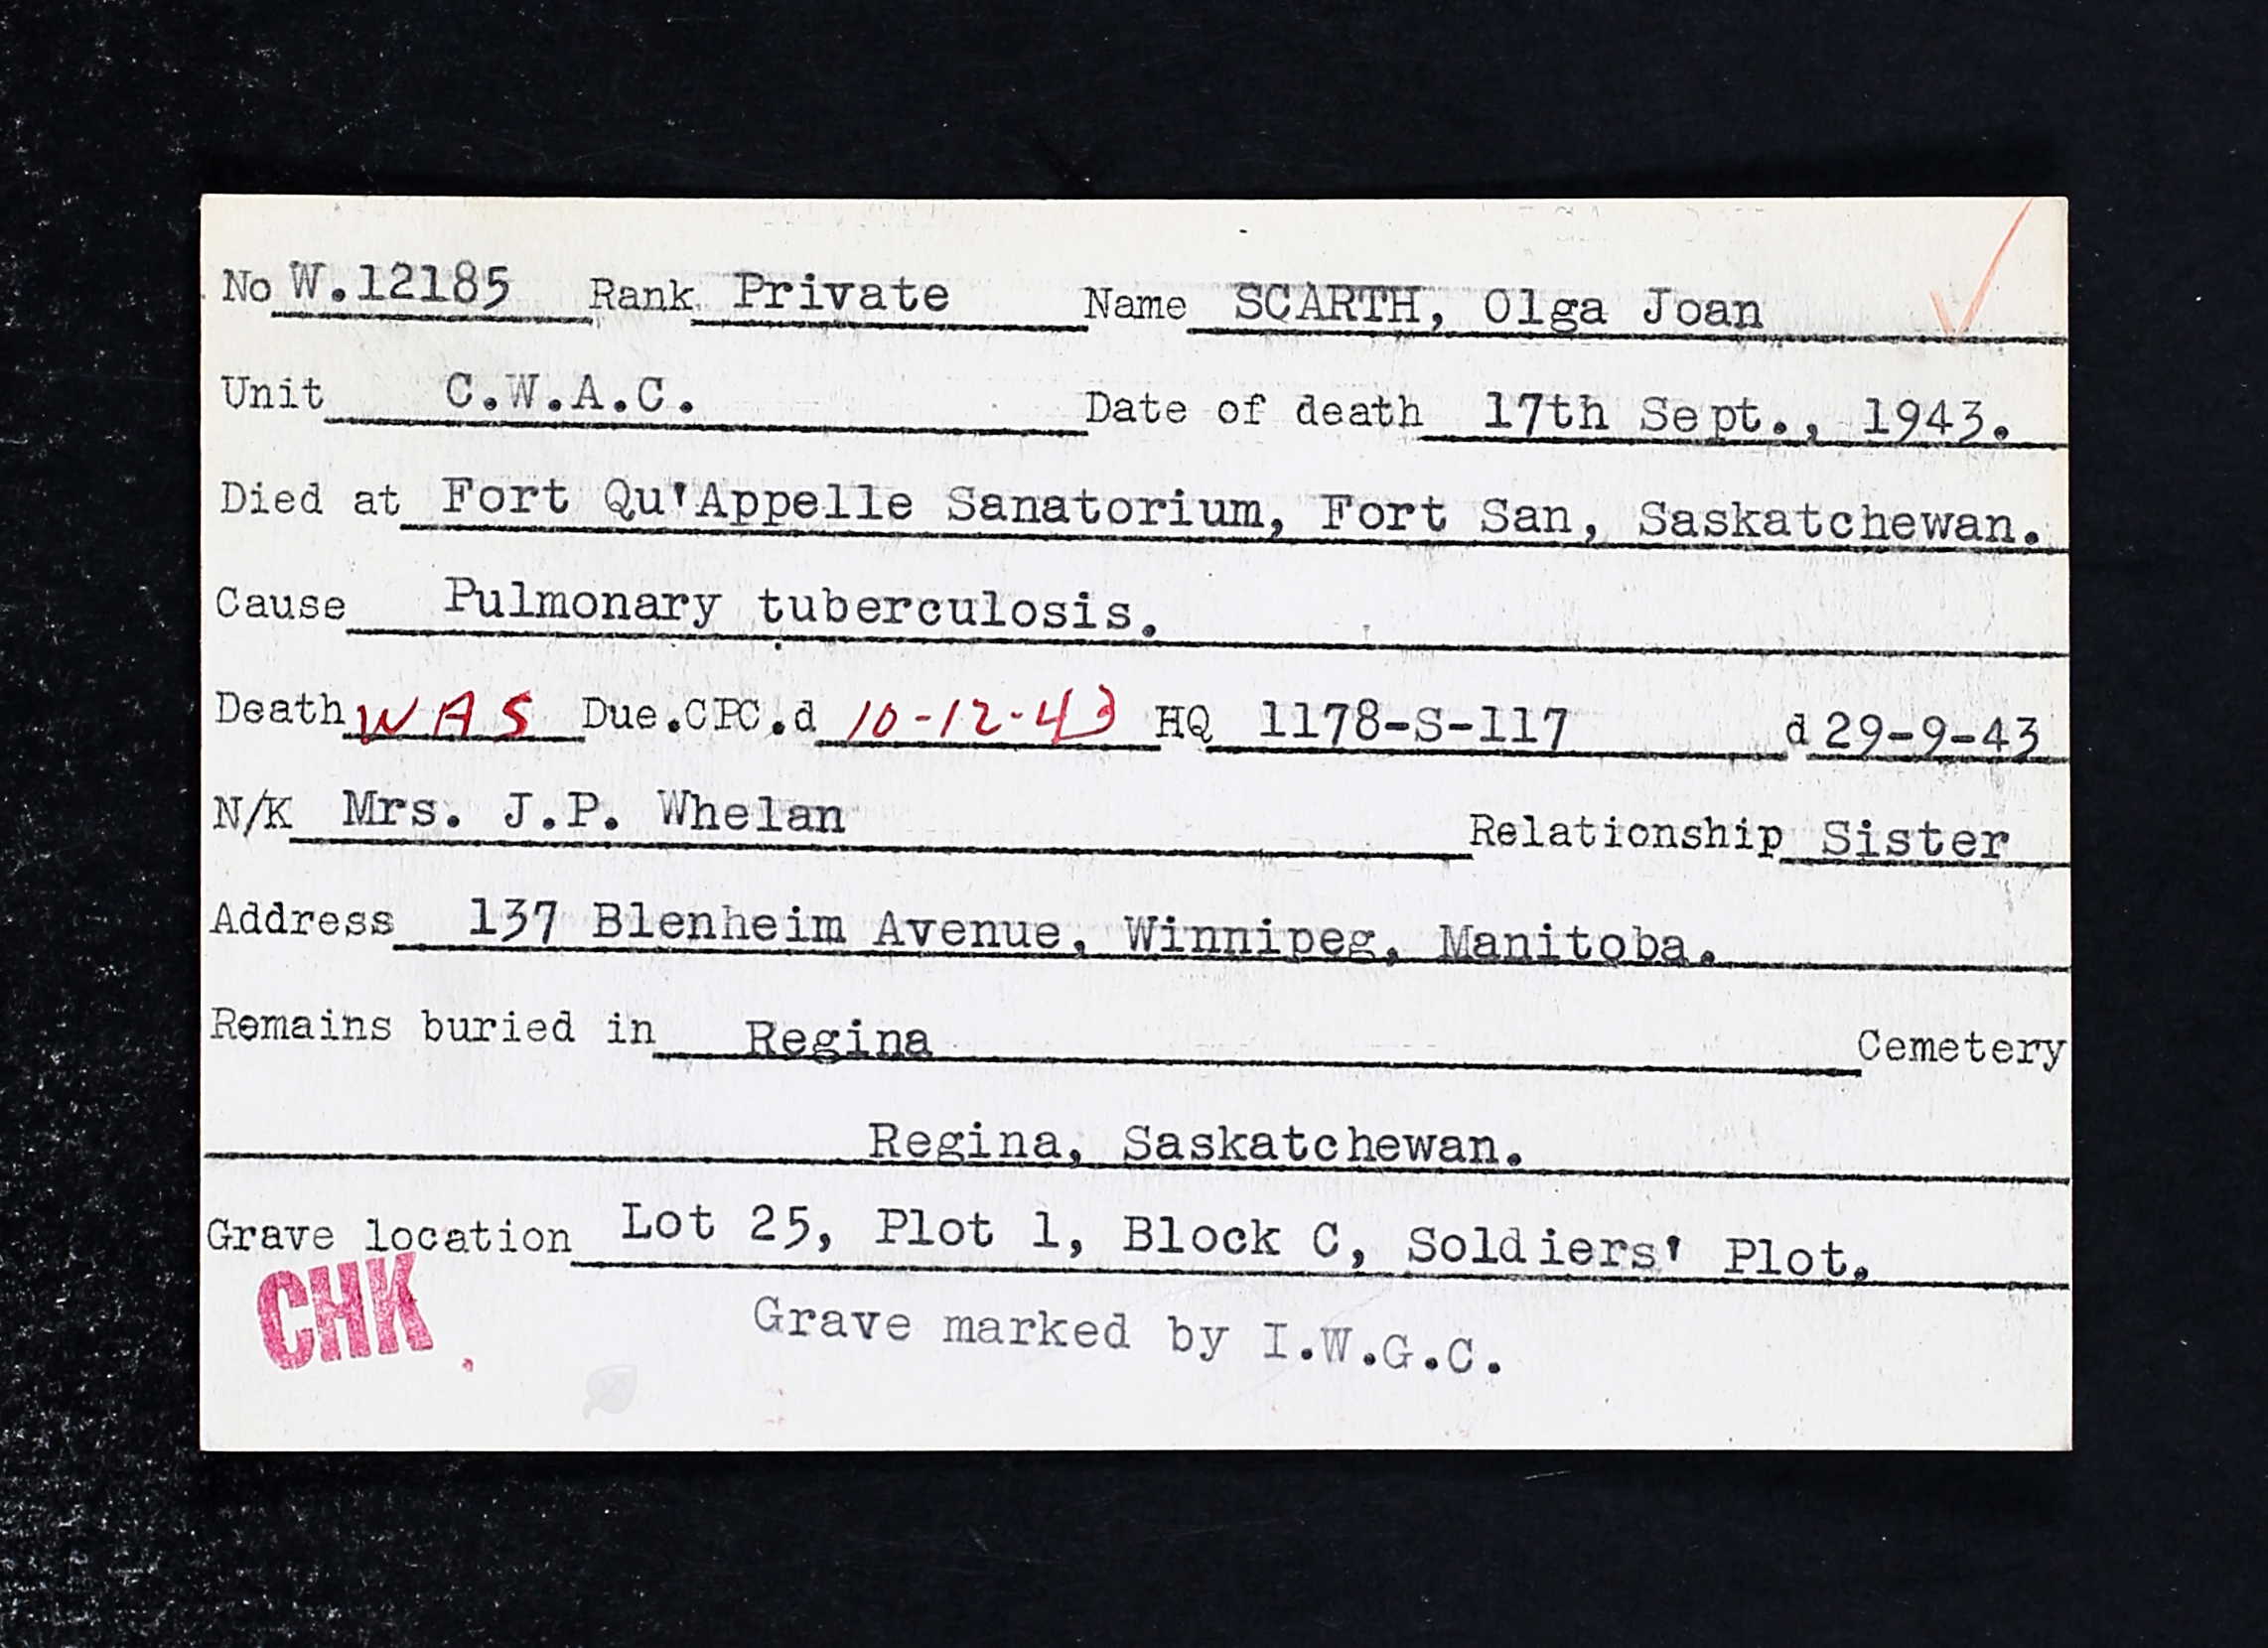 No W.12185 Rank Private Name SCARTH, Olga Joan
Unit C.W.A.C. Date of death 17th Sept., 1943.
Died at Fort Qu'Appelle Sanatorium, Fort San, Saskatchewan.
Cause Pulmonary tuberculosis.
Death WAS Due.CPC.d 10-12-43 HQ 1178-S-117 d 29-9-43
N/K Mrs. J.P. Whelan Relationship Sister
Address 137 Blenheim Avenue, Winnipeg, Manitoba.
Remains buried in Regina Cemetery
Regina, Saskatchewan.
Grave location Lot 25, Plot 1, Block C, Soldiers' Plot.
CHK.
Grave marked by I.W.G.C.